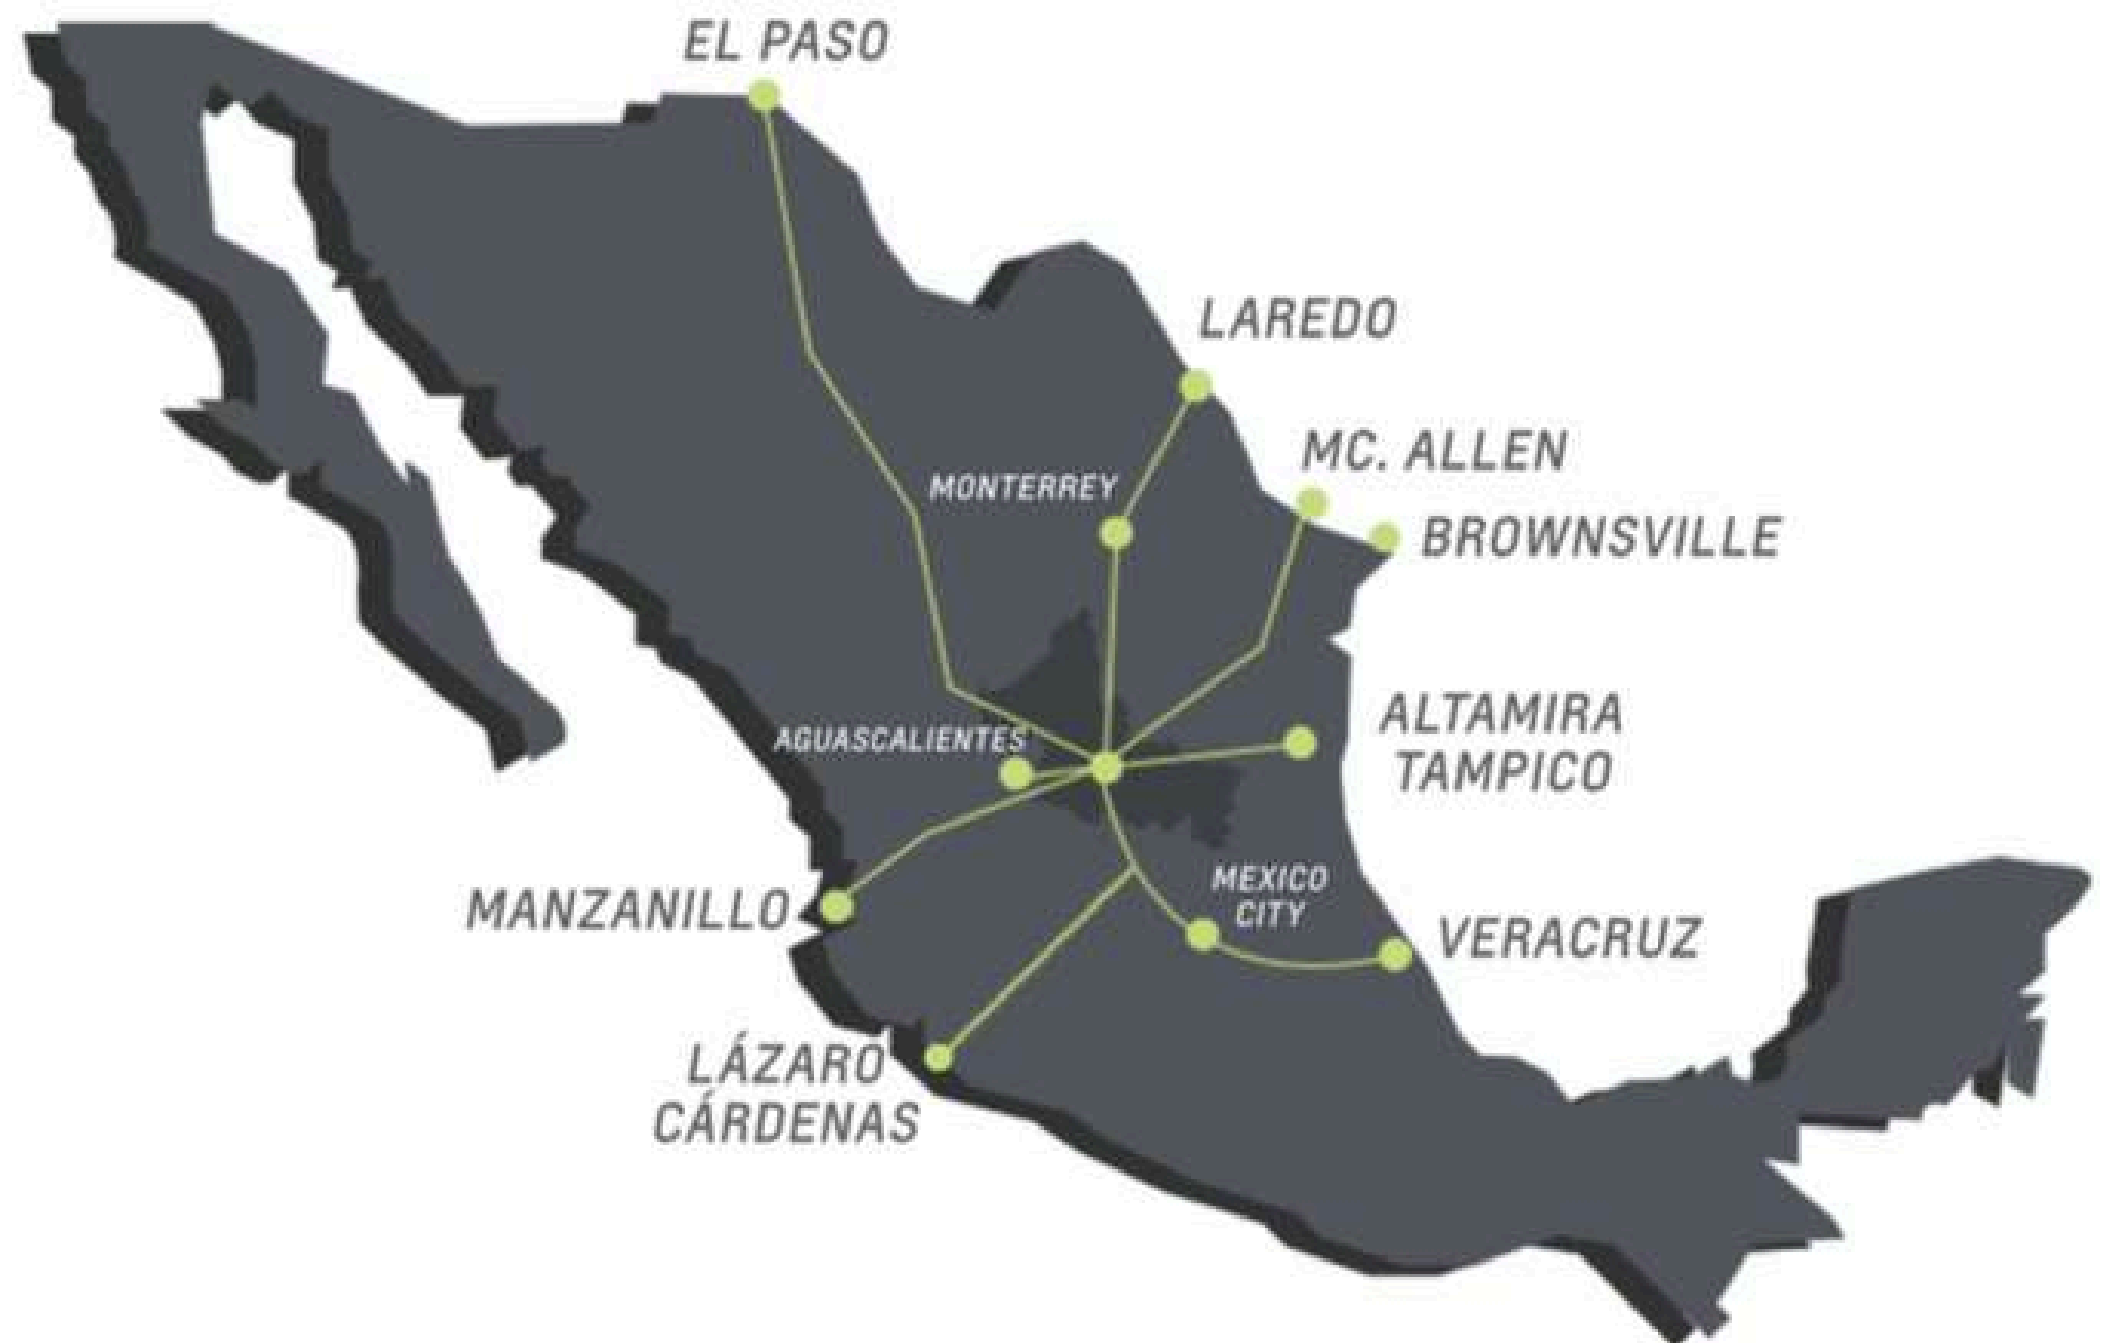 EL PASO
LAREDO
MC. ALLEN
MONTERREY
BROWNSVILLE
ALTAMIRA
TAMPICO
AGUASCALIENTES
MEXICO
CITY
MANZANILLO
VERACRUZ
LÁZARO
CÁRDENAS